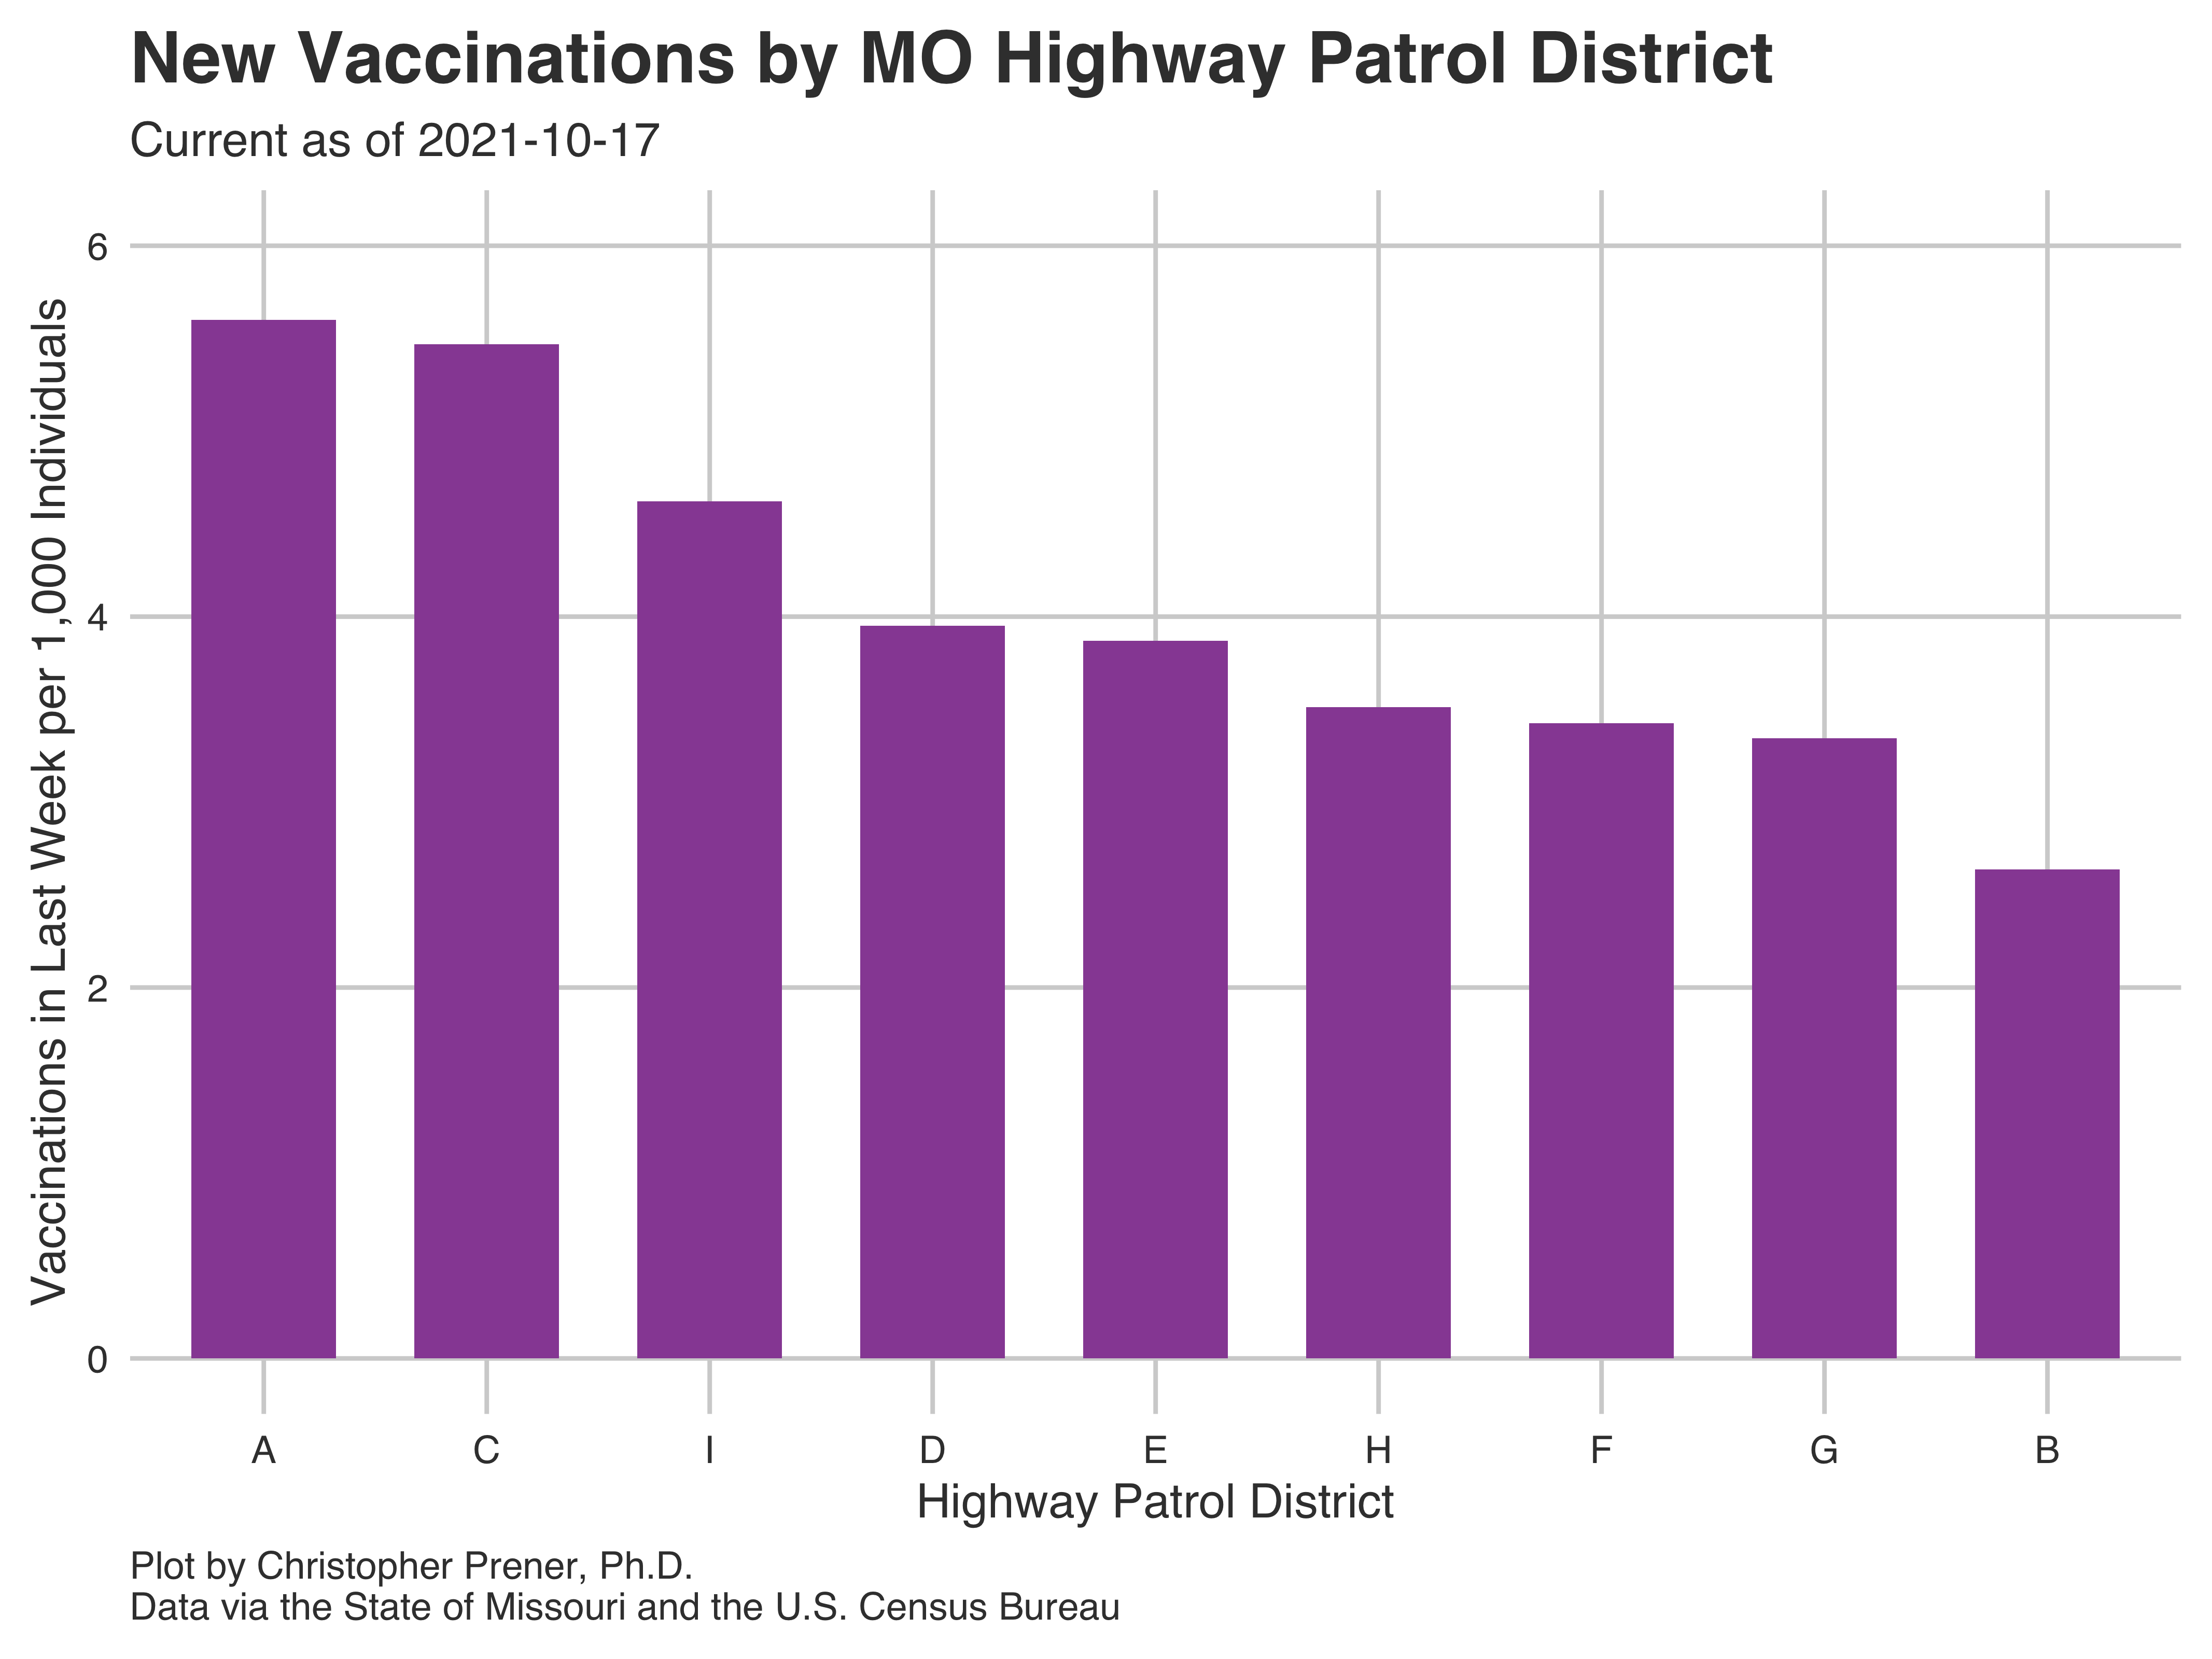 New Vaccinations by MO Highway Patrol District
Current as of 2021-10-17
Vaccinations in Last Week per 1,000 Individuals
6
4
2
0
A C I D E H F G B
Highway Patrol District
Plot by Christopher Prener, Ph.D.
Data via the State of Missouri and the U.S. Census Bureau